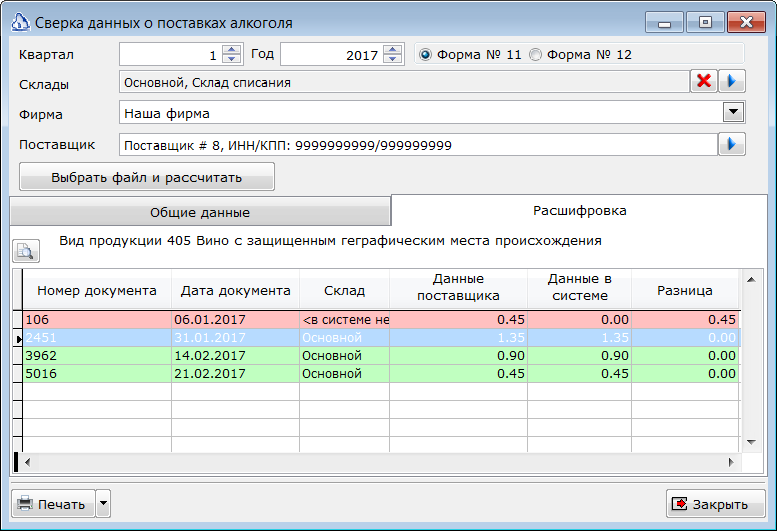 Сверка данных о поставках алкоголя
Квартал 1 Год 2017 Форма № 11 Форма № 12
Склады Основной, Склад списания
Фирма Наша фирма
Поставщик Поставщик # 8, ИНН/КПП: 9999999999/999999999
Выбрать файл и рассчитать
Общие данные Расшифровка
Вид продукции 405 Вино с защищенным геграфическим места происхождения
Номер документа Дата документа Склад Данные поставщика Данные в системе Разница
106 06.01.2017 <в системе не 0.45 0.00 0.45
2451 31.01.2017 Основной 1.35 1.35 0.00
3962 14.02.2017 Основной 0.90 0.90 0.00
5016 21.02.2017 Основной 0.45 0.45 0.00
Печать Закрыть